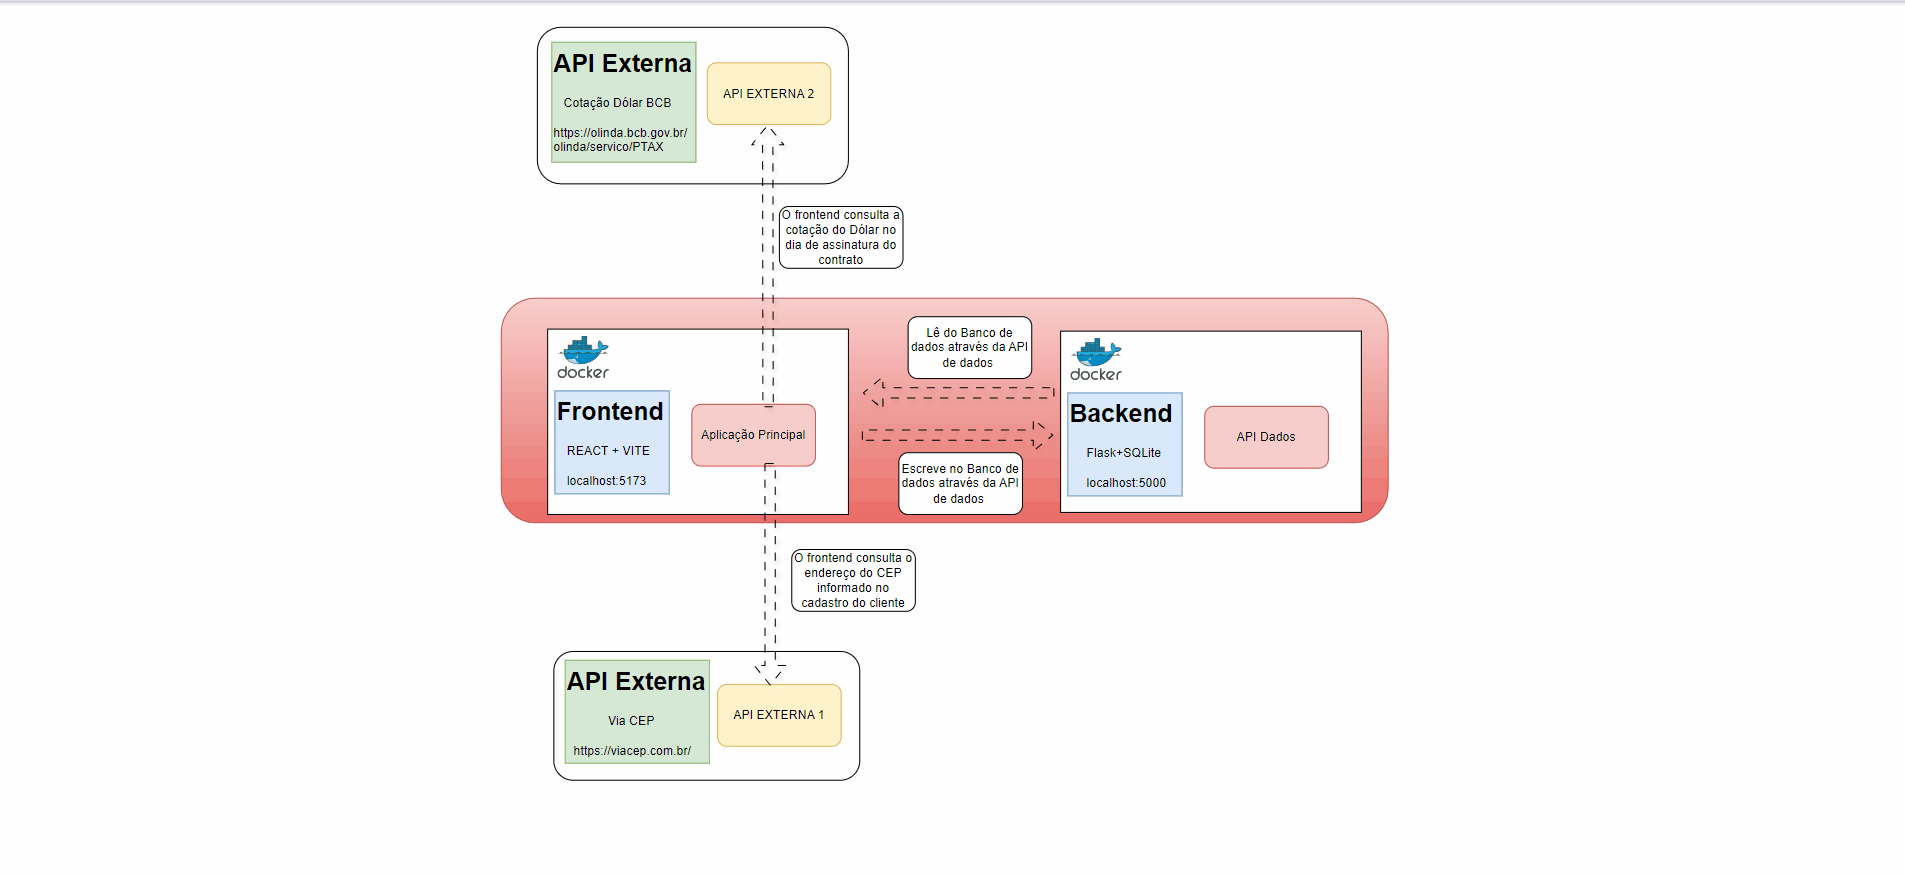 API Externa
Cotação Dólar BCB
https://olinda.bcb.gov.br/
olinda/servico/PTAX
API EXTERNA 2
O frontend consulta a
cotação do Dólar no
dia de assinatura do
contrato
docker
Frontend
REACT + VITE
localhost:5173
Aplicação Principal
Lê do Banco de
dados através da API
de dados
Escreve no Banco de
dados através da API
de dados
docker
Backend
Flask+SQLite
localhost:5000
API Dados
O frontend consulta o
endereço do CEP
informado no
cadastro do cliente
API Externa
Via CEP
https://viacep.com.br/
API EXTERNA 1